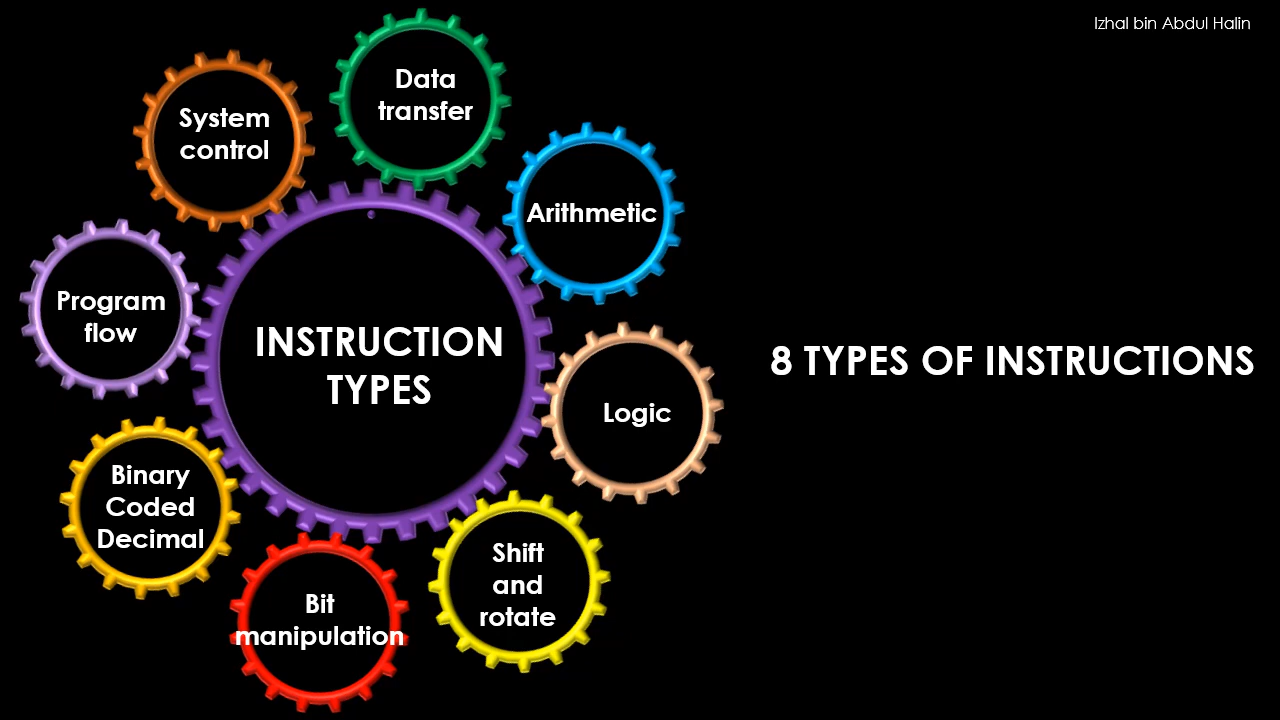 Izhal bin Abdul Halin
Data
transfer
System
control
Arithmetic
Program
flow
INSTRUCTION
TYPES
8 TYPES OF INSTRUCTIONS
Logic
Binary
Coded
Decimal
Shift
and
rotate
Bit
manipulation